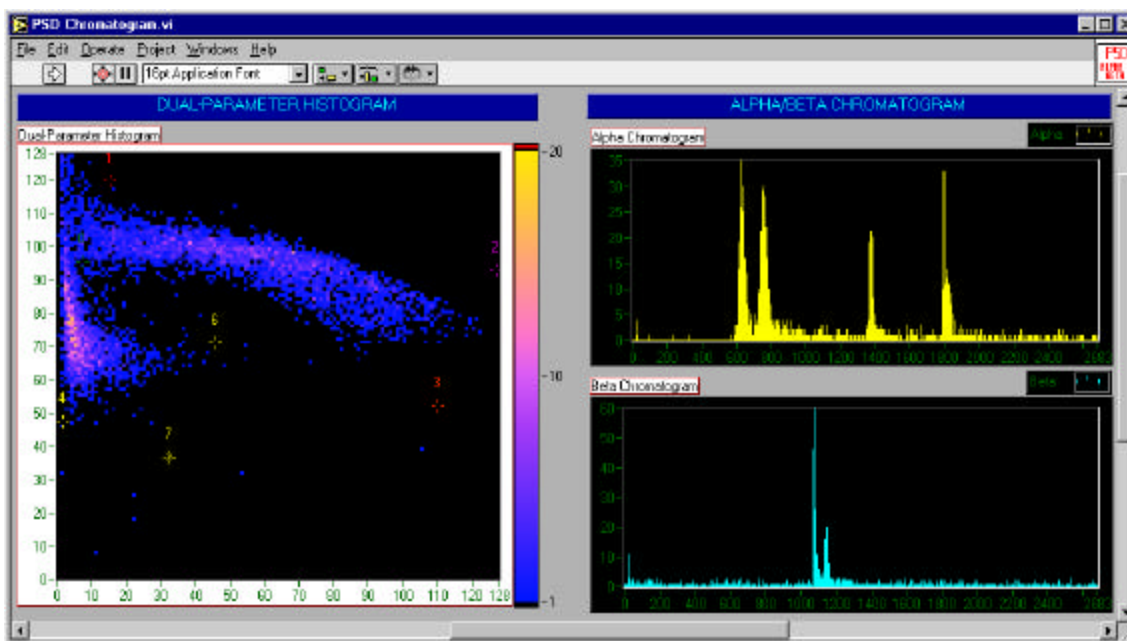 PSD Chromatogram.vi
File Edit Operate Project Windows Help
16pt Application Font
PSD
ALPHA
BETA
DUAL-PARAMETER HISTOGRAM
Dual-Parameter Histogram
128
120
110
100
90
80
70
60
50
40
30
20
10
0
0 10 20 30 40 50 60 70 80 90 100 110 128
1
2
6
3
4
7
20
10
1
ALPHA/BETA CHROMATOGRAM
Alpha Chromatogram
Alpha
35
30
25
20
15
10
5
0
0 200 400 600 800 1000 1200 1400 1600 1800 2000 2200 2400 2683
Beta Chromatogram
Beta
60
50
40
30
20
10
0
0 200 400 600 800 1000 1200 1400 1600 1800 2000 2200 2400 2683